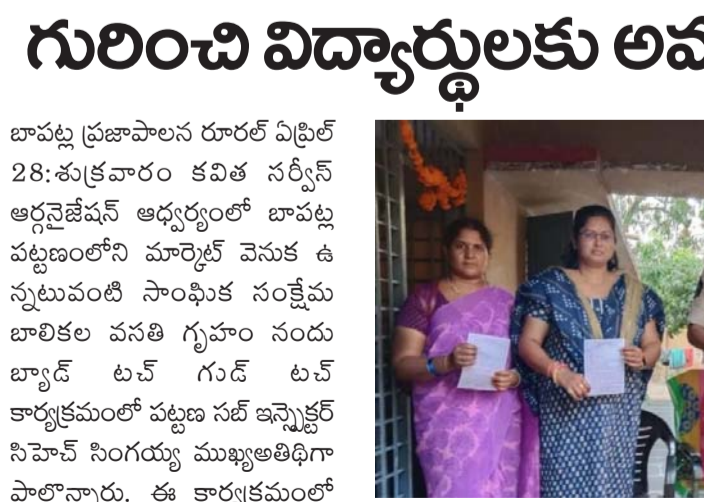 గురించి విద్యార్థులకు అవ
బాపట్ల ప్రజాపాలన రూరల్ ఏప్రిల్
28:శుక్రవారం కవిత సర్వీస్
ఆర్గనైజేషన్ ఆధ్వర్యంలో బాపట్ల
పట్టణంలోని మార్కెట్ వెనుక ఉ
న్నటువంటి సాంఘిక సంక్షేమ
బాలికల వసతి గృహం నందు
బ్యాడ్ టచ్ గుడ్ టచ్
కార్యక్రమంలో పట్టణ సబ్ ఇన్స్పెక్టర్
సిహెచ్ సింగయ్య ముఖ్యఅతిథిగా
పాల్గొన్నారు. ఈ కార్యక్రమంలో